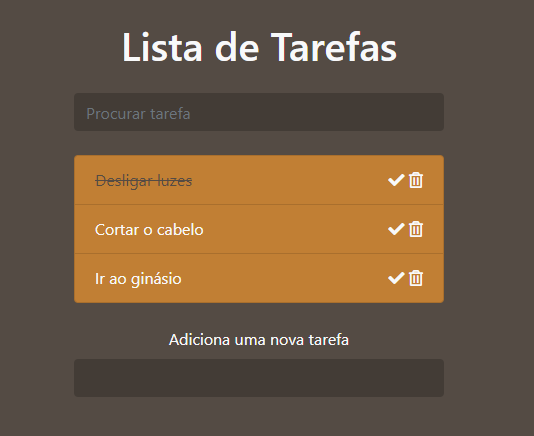 Lista de Tarefas
Procurar tarefa
Desligar luzes
Cortar o cabelo
Ir ao ginásio
Adiciona uma nova tarefa